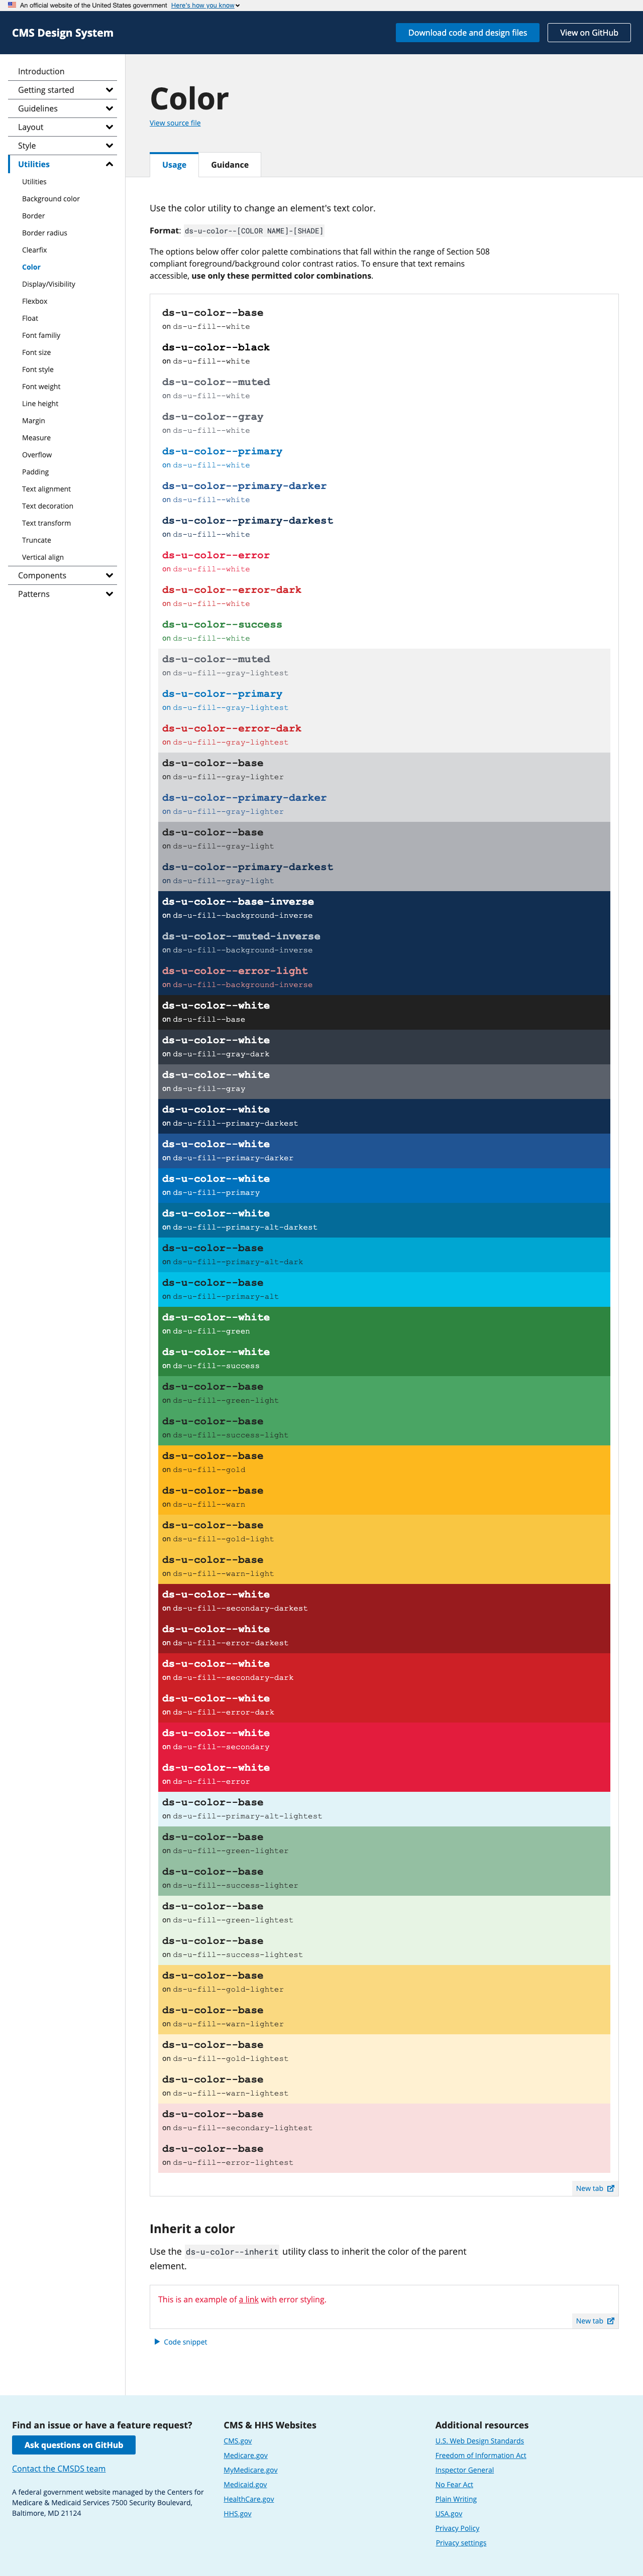 An official website of the United States government Here's how you know
CMS Design System
Download code and design files
View on GitHub
Introduction
Getting started
Guidelines
Layout
Style
Utilities
Utilities
Background color
Border
Border radius
Clearfix
Color
Display/Visibility
Flexbox
Float
Font familiy
Font size
Font style
Font weight
Line height
Margin
Measure
Overflow
Padding
Text alignment
Text decoration
Text transform
Truncate
Vertical align
Components
Patterns
Color
View source file
Usage
Guidance
Use the color utility to change an element's text color.
Format: ds-u-color--[COLOR NAME]-[SHADE]
The options below offer color palette combinations that fall within the range of Section 508
compliant foreground/background color contrast ratios. To ensure that text remains
accessible, use only these permitted color combinations.
ds-u-color--base
on ds-u-fill--white
ds-u-color--black
on ds-u-fill--white
ds-u-color--muted
on ds-u-fill--white
ds-u-color--gray
on ds-u-fill--white
ds-u-color--primary
on ds-u-fill--white
ds-u-color--primary-darker
on ds-u-fill--white
ds-u-color--primary-darkest
on ds-u-fill--white
ds-u-color--error
on ds-u-fill--white
ds-u-color--error-dark
on ds-u-fill--white
ds-u-color--success
on ds-u-fill--white
ds-u-color--muted
on ds-u-fill--gray-lightest
ds-u-color--primary
on ds-u-fill--gray-lightest
ds-u-color--error-dark
on ds-u-fill--gray-lightest
ds-u-color--base
on ds-u-fill--gray-lighter
ds-u-color--primary-darker
on ds-u-fill--gray-lighter
ds-u-color--base
on ds-u-fill--gray-light
ds-u-color--primary-darkest
on ds-u-fill--gray-light
ds-u-color--base-inverse
on ds-u-fill--background-inverse
ds-u-color--muted-inverse
on ds-u-fill--background-inverse
ds-u-color--error-light
on ds-u-fill--background-inverse
ds-u-color--white
on ds-u-fill--base
ds-u-color--white
on ds-u-fill--gray-dark
ds-u-color--white
on ds-u-fill--gray
ds-u-color--white
on ds-u-fill--primary-darkest
ds-u-color--white
on ds-u-fill--primary-darker
ds-u-color--white
on ds-u-fill--primary
ds-u-color--white
on ds-u-fill--primary-alt-darkest
ds-u-color--base
on ds-u-fill--primary-alt-dark
ds-u-color--base
on ds-u-fill--primary-alt
ds-u-color--white
on ds-u-fill--green
ds-u-color--white
on ds-u-fill--success
ds-u-color--base
on ds-u-fill--green-light
ds-u-color--base
on ds-u-fill--success-light
ds-u-color--base
on ds-u-fill--gold
ds-u-color--base
on ds-u-fill--warn
ds-u-color--base
on ds-u-fill--gold-light
ds-u-color--base
on ds-u-fill--warn-light
ds-u-color--white
on ds-u-fill--secondary-darkest
ds-u-color--white
on ds-u-fill--error-darkest
ds-u-color--white
on ds-u-fill--secondary-dark
ds-u-color--white
on ds-u-fill--error-dark
ds-u-color--white
on ds-u-fill--secondary
ds-u-color--white
on ds-u-fill--error
ds-u-color--base
on ds-u-fill--primary-alt-lightest
ds-u-color--base
on ds-u-fill--green-lighter
ds-u-color--base
on ds-u-fill--success-lighter
ds-u-color--base
on ds-u-fill--green-lightest
ds-u-color--base
on ds-u-fill--success-lightest
ds-u-color--base
on ds-u-fill--gold-lighter
ds-u-color--base
on ds-u-fill--warn-lighter
ds-u-color--base
on ds-u-fill--gold-lightest
ds-u-color--base
on ds-u-fill--warn-lightest
ds-u-color--base
on ds-u-fill--secondary-lightest
ds-u-color--base
on ds-u-fill--error-lightest
New tab
Inherit a color
Use the ds-u-color--inherit utility class to inherit the color of the parent
element.
This is an example of a link with error styling.
New tab
Code snippet
Find an issue or have a feature request?
Ask questions on GitHub
Contact the CMSDS team
A federal government website managed by the Centers for
Medicare & Medicaid Services 7500 Security Boulevard,
Baltimore, MD 21124
CMS & HHS Websites
CMS.gov
Medicare.gov
MyMedicare.gov
Medicaid.gov
HealthCare.gov
HHS.gov
Additional resources
U.S. Web Design Standards
Freedom of Information Act
Inspector General
No Fear Act
Plain Writing
USA.gov
Privacy Policy
Privacy settings